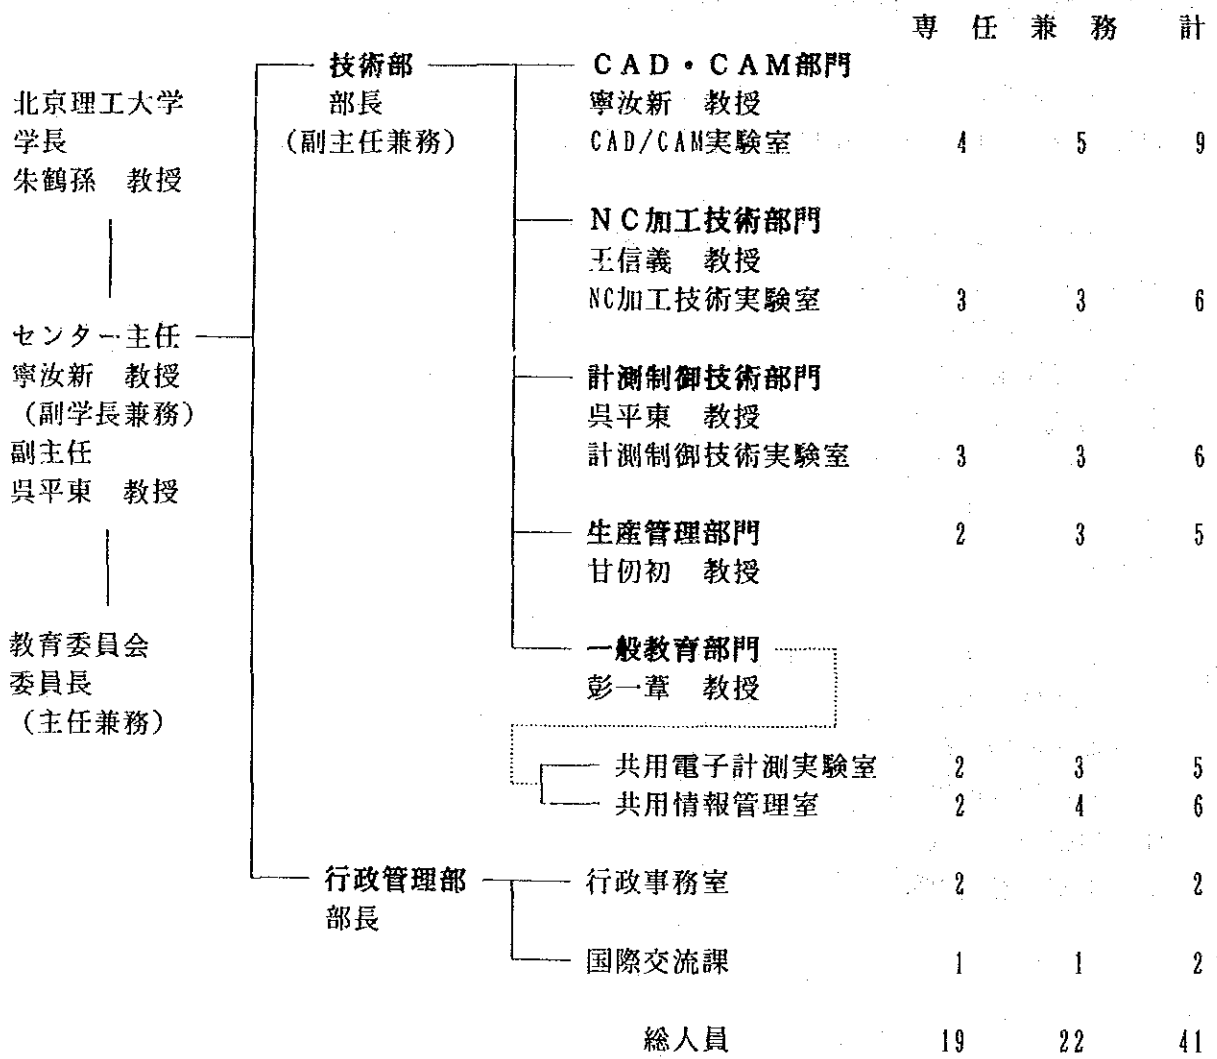 専任 兼務 計
技術部 CAD・CAM部門
北京理工大学 部長 寧汝新 教授
学長 (副主任兼務) CAD/CAM実験室 4 5 9
朱鶴孫 教授
NC加工技術部門
王信義 教授
NC加工技術実験室 3 3 6
センター主任
寧汝新 教授 計測制御技術部門
(副学長兼務) 呉平東 教授
副主任 計測制御技術実験室 3 3 6
呉平東 教授
生産管理部門 2 3 5
甘仞初 教授
教育委員会 一般教育部門
委員長 彭一葦 教授
(主任兼務)
共用電子計測実験室 2 3 5
共用情報管理室 2 4 6
行政管理部 行政事務室 2 2
部長
国際交流課 1 1 2
総人員 19 22 41